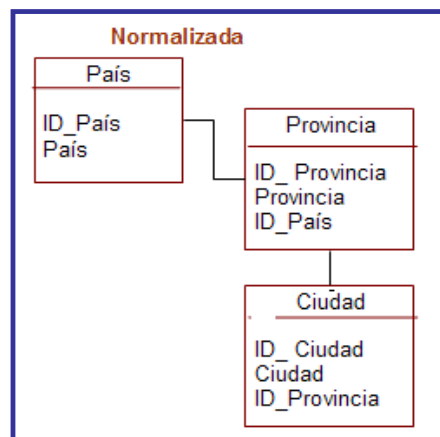 Normalizada
País
ID_País
País
Provincia
ID_ Provincia
Provincia
ID_País
Ciudad
ID_ Ciudad
Ciudad
ID_Provincia